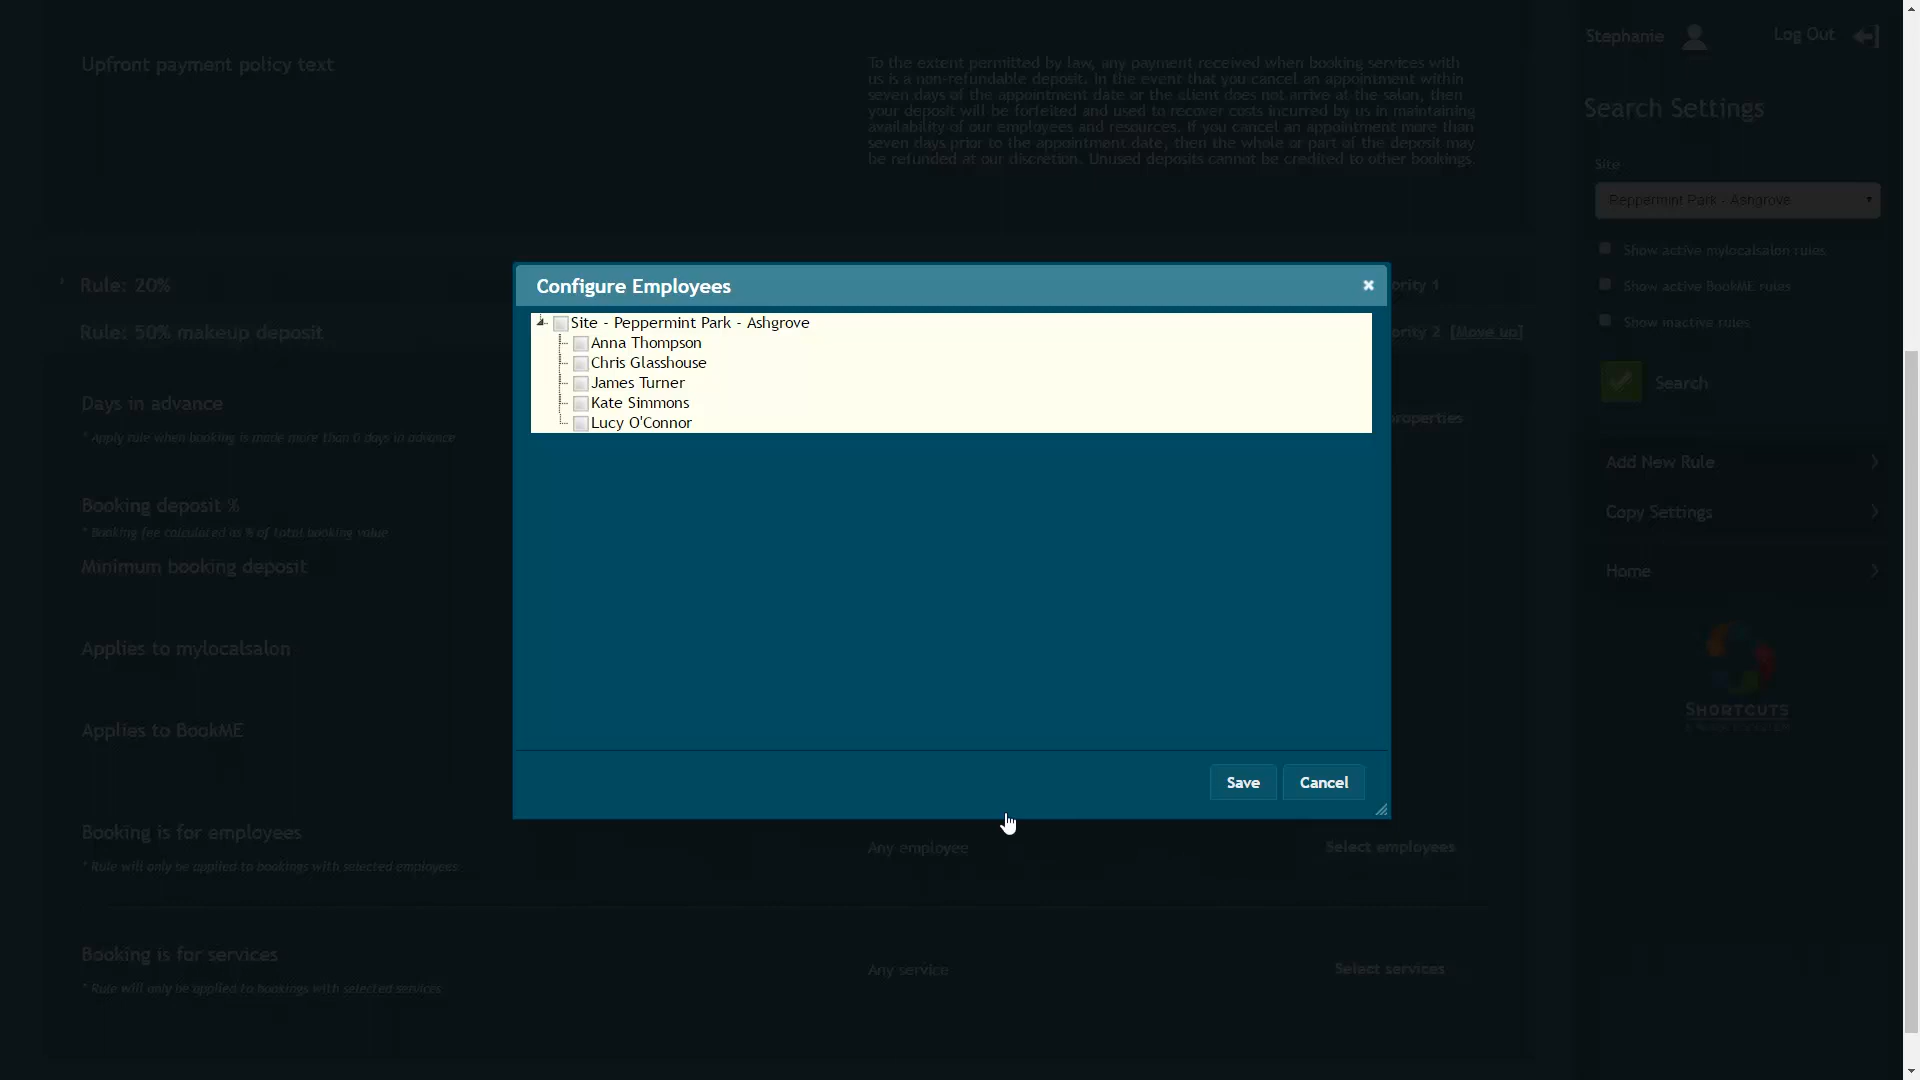 Upfront payment policy text
To the extent permitted by law, any payment received when booking services with
us is a non-refundable deposit. In the event that you cancel an appointment within
seven days of the appointment date or the client does not arrive at the salon, then
your deposit will be forfeited and used to recover costs incurred by us in maintaining
availability of our employees and resources. If you cancel an appointment more than
seven days prior to the appointment date, then the whole or part of the deposit may
be refunded at our discretion. Unused deposits cannot be credited to other bookings.
Stephanie
Log Out
Search Settings
Site
Peppermint Park - Ashgrove
Show active mylocalsalon rules
Show active BookME rules
Show inactive rules
Search
Add New Rule
Copy Settings
Home
SHORTCUTS
Rule: 20%
ority 1
Rule: 50% makeup deposit
ority 2 [Move up]
Configure Employees
Site - Peppermint Park - Ashgrove
Anna Thompson
Chris Glasshouse
James Turner
Kate Simmons
Lucy O'Connor
Save
Cancel
Days in advance
properties
* Apply rule when booking is made more than 0 days in advance
Booking deposit %
* Booking fee calculated as % of total booking value
Minimum booking deposit
Applies to mylocalsalon
Applies to BookME
Booking is for employees
Any employee
Select employees
* Rule will only be applied to bookings with selected employees
Booking is for services
Any service
Select services
* Rule will only be applied to bookings with selected services